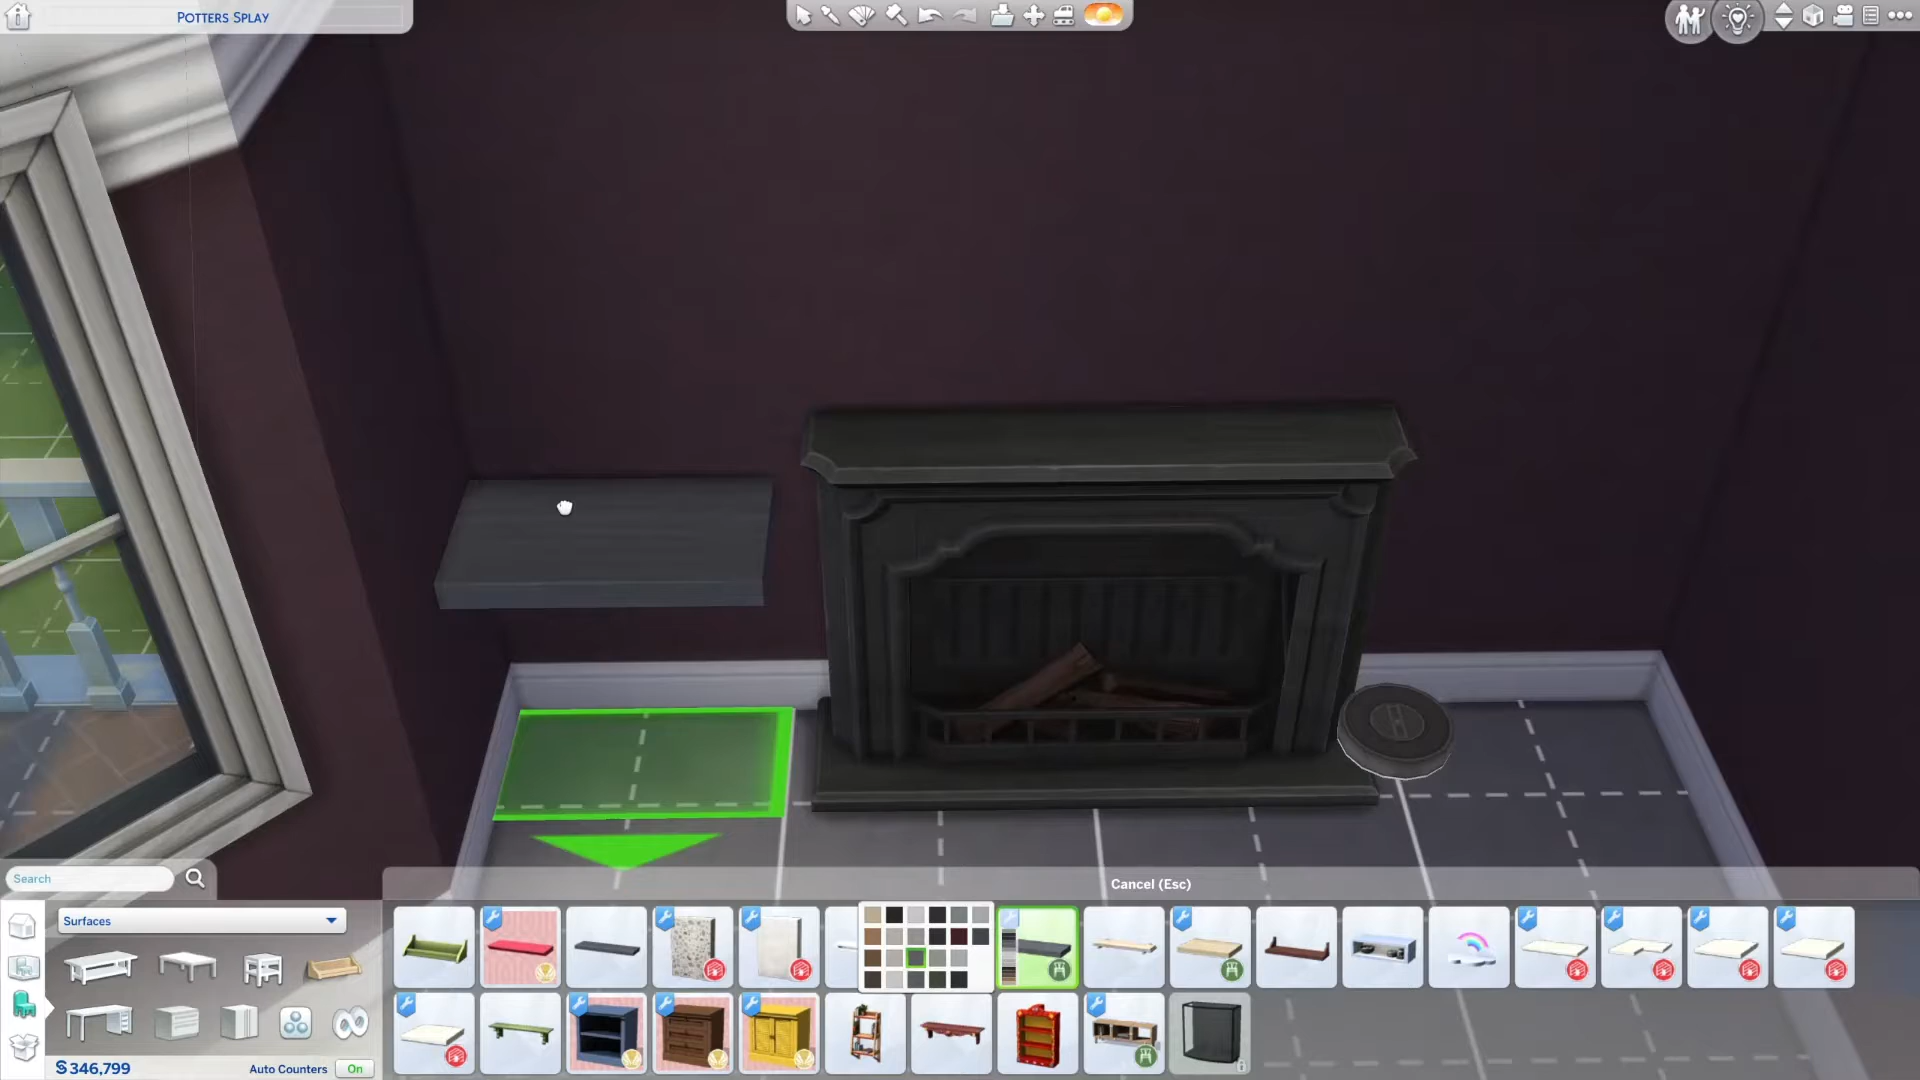 POTTERS SPLAY
Cancel (Esc)
Search
Surfaces
§346,799
Auto Counters
On